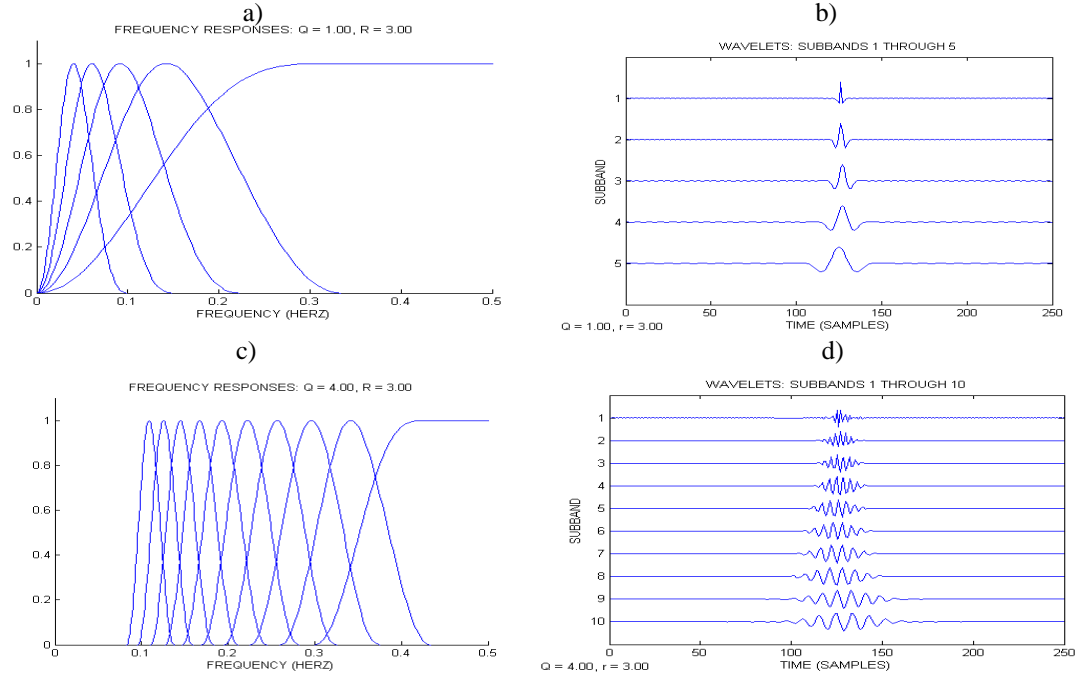 a)
FREQUENCY RESPONSES: Q = 1.00, R = 3.00
1
0.8
0.6
0.4
0.2
0
0 0.1 0.2 0.3 0.4 0.5
FREQUENCY (HERZ)
b)
WAVELETS: SUBBANDS 1 THROUGH 5
1
2
3
4
5
SUBBAND
0 50 100 150 200 250
TIME (SAMPLES)
Q = 1.00, r = 3.00
c)
FREQUENCY RESPONSES: Q = 4.00, R = 3.00
1
0.8
0.6
0.4
0.2
0
0 0.1 0.2 0.3 0.4 0.5
FREQUENCY (HERZ)
d)
WAVELETS: SUBBANDS 1 THROUGH 10
1
2
3
4
5
6
7
8
9
10
SUBBAND
0 50 100 150 200 250
TIME (SAMPLES)
Q = 4.00, r = 3.00